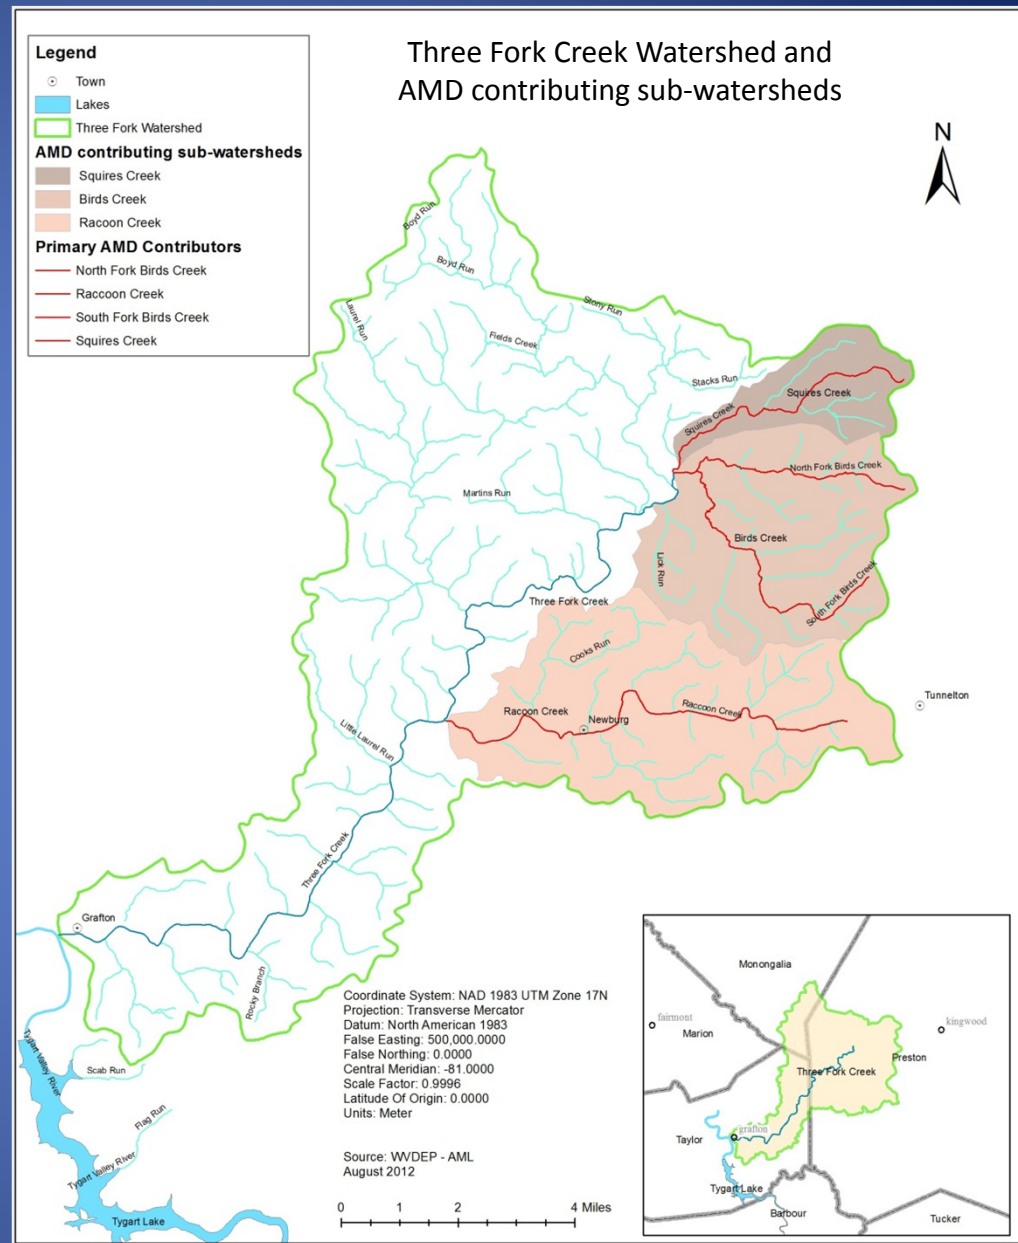 Three Fork Creek Watershed and
AMD contributing sub-watersheds
Legend
Town
Lakes
Three Fork Watershed
AMD contributing sub-watersheds
Squires Creek
Birds Creek
Racoon Creek
Primary AMD Contributors
North Fork Birds Creek
Raccoon Creek
South Fork Birds Creek
Squires Creek
N
Boyd Run
Boyd Run
Laurel Run
Stony Run
Fields Creek
Stacks Run
Squires Creek
Squires Creek
North Fork Birds Creek
Martins Run
Birds Creek
Lick Run
South Fork Birds Creek
Three Fork Creek
Cooks Run
Tunnelton
Racoon Creek
Newburg
Raccoon Creek
Little Laurel Run
Three Fork Creek
Grafton
Rocky Branch
Tygart Valley River
Scab Run
Flag Run
Tygart Valley River
Tygart Lake
Coordinate System: NAD 1983 UTM Zone 17N
Projection: Transverse Mercator
Datum: North American 1983
False Easting: 500,000.0000
False Northing: 0.0000
Central Meridian: -81.0000
Scale Factor: 0.9996
Latitude Of Origin: 0.0000
Units: Meter
Source: WVDEP - AML
August 2012
0 1 2 4 Miles
Monongalia
fairmont
kingwood
Marion
Preston
Three Fork Creek
grafton
Taylor
Tygart Lake
Barbour
Tucker